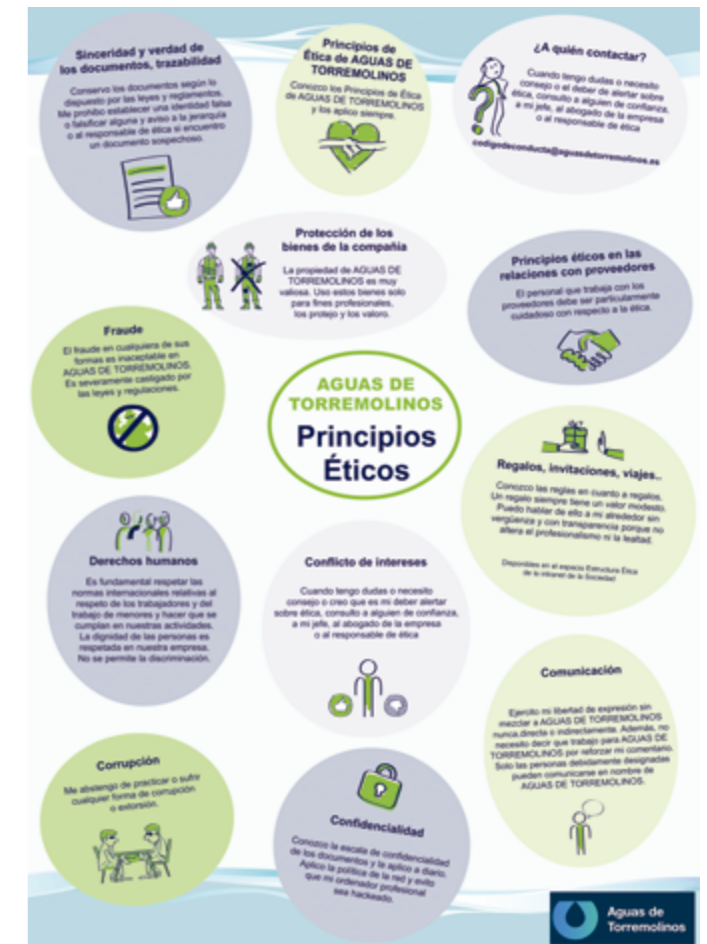 Sinceridad y verdad de
los documentos, trazabilidad
Conservo los documentos según lo
dispuesto por las leyes y reglamentos.
Me prohíbo establecer una identidad falsa
o falsificar alguna y aviso a la jerarquía
o al responsable de ética si encuentro
un documento sospechoso.
Principios de
Ética de AGUAS DE
TORREMOLINOS
Conozco los Principios de Ética
de AGUAS DE TORREMOLINOS
y los aplico siempre.
¿A quién contactar?
Cuando tengo dudas o necesito
consejo o el deber de alertar sobre
ética, consulto a alguien de confianza,
a mi jefe, al abogado de la empresa
o al responsable de ética
codigodeconducta@aguasdetorremolinos.es
Protección de los
bienes de la compañía
La propiedad de AGUAS DE
TORREMOLINOS es muy
valiosa. Uso estos bienes solo
para fines profesionales,
los protejo y los valoro.
Principios éticos en las
relaciones con proveedores
El personal que trabaja con los
proveedores debe ser particularmente
cuidadoso con respecto a la ética.
Fraude
El fraude en cualquiera de sus
formas es inaceptable en
AGUAS DE TORREMOLINOS.
Es severamente castigado por
las leyes y regulaciones.
AGUAS DE
TORREMOLINOS
Principios
Éticos
Regalos, invitaciones, viajes..
Conozco las reglas en cuanto a regalos.
Un regalo siempre tiene un valor modesto.
Puedo hablar de ello a mi alrededor sin
vergüenza y con transparencia porque no
altera el profesionalismo ni la lealtad.
Disponibles en el espacio Estructura Ética
de la intranet de la Sociedad
Derechos humanos
Es fundamental respetar las
normas internacionales relativas al
respeto de los trabajadores y del
trabajo de menores y hacer que se
cumplan en nuestras actividades.
La dignidad de las personas es
respetada en nuestra empresa.
No se permite la discriminación.
Conflicto de intereses
Cuando tengo dudas o necesito
consejo o creo que es mi deber alertar
sobre ética, consulto a alguien de confianza,
a mi jefe, al abogado de la empresa
o al responsable de ética
Comunicación
Ejercito mi libertad de expresión sin
mezclar a AGUAS DE TORREMOLINOS
nunca,directa o indirectamente. Además, no
necesito decir que trabajo para AGUAS DE
TORREMOLINOS por reforzar mi comentario.
Solo las personas debidamente designadas
pueden comunicarse en nombre de
AGUAS DE TORREMOLINOS.
Corrupción
Me abstengo de practicar o sufrir
cualquier forma de corrupción
o extorsión.
Confidencialidad
Conozco la escala de confidencialidad
de los documentos y la aplico a diario.
Aplico la política de la red y evito
que mi ordenador profesional
sea hackeado.
Aguas de
Torremolinos